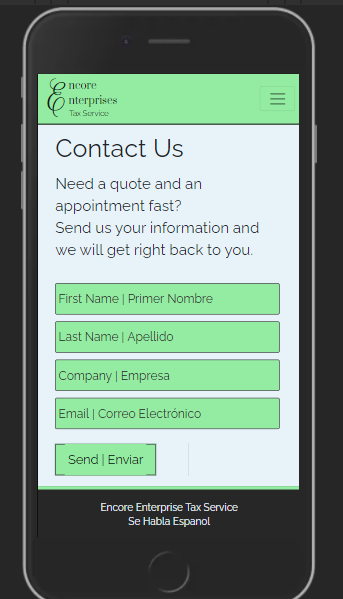 Encore
Enterprises
Tax Service
Contact Us
Need a quote and an
appointment fast?
Send us your information and
we will get right back to you.
First Name | Primer Nombre
Last Name | Apellido
Company | Empresa
Email | Correo Electrónico
Send | Enviar
Encore Enterprise Tax Service
Se Habla Espanol